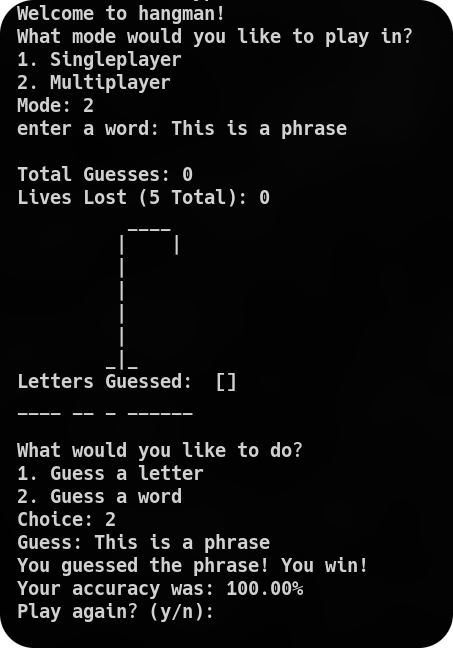 Welcome to hangman!
What mode would you like to play in?
1. Singleplayer
2. Multiplayer
Mode: 2
enter a word: This is a phrase
Total Guesses: 0
Lives Lost (5 Total): 0
 ____
|    |
|
|
|
|
_|_
Letters Guessed:  []
____ __ _ ______
What would you like to do?
1. Guess a letter
2. Guess a word
Choice: 2
Guess: This is a phrase
You guessed the phrase! You win!
Your accuracy was: 100.00%
Play again? (y/n):